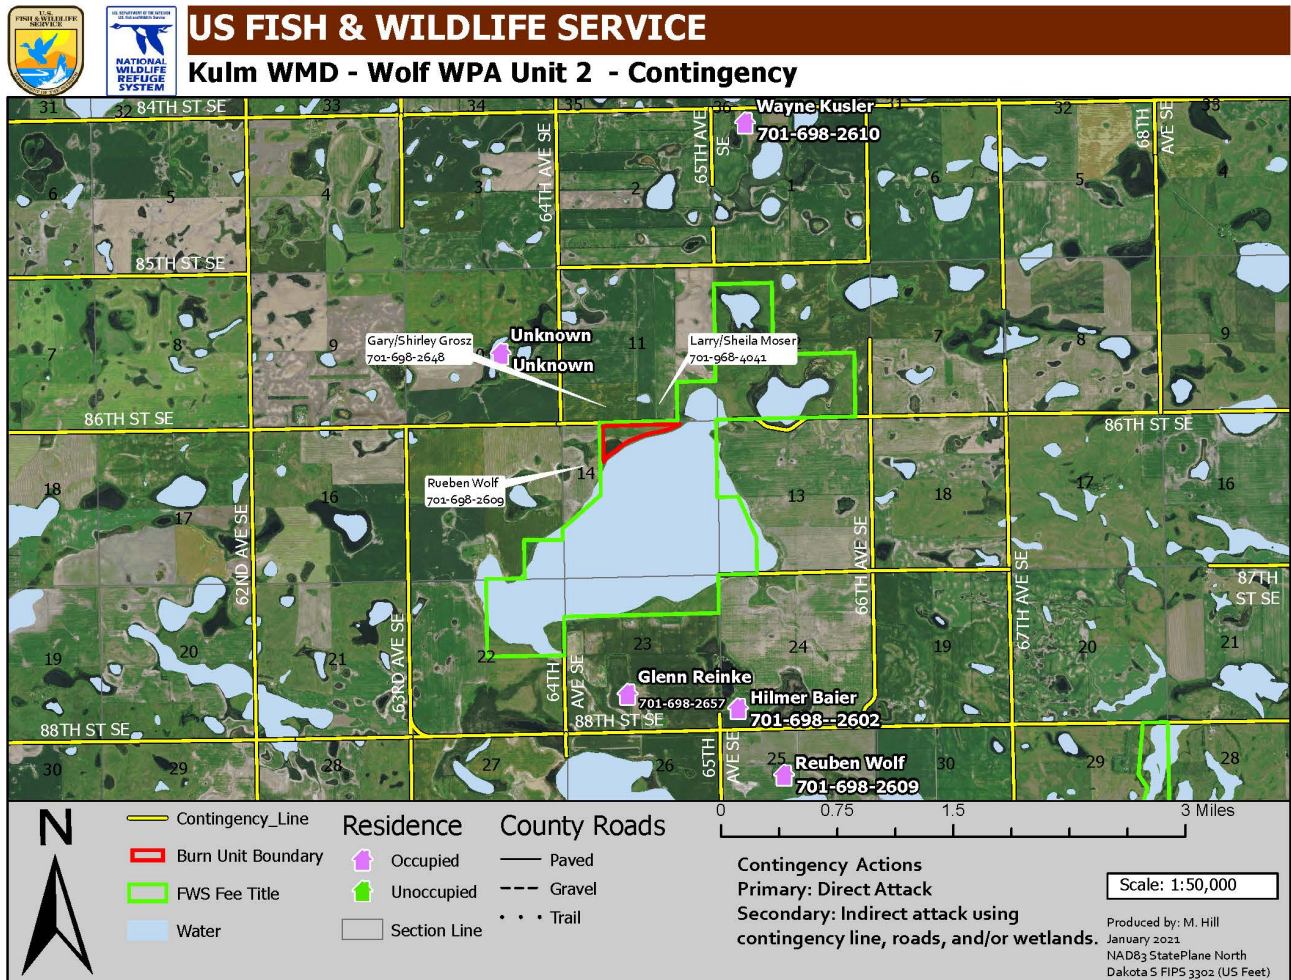 U.S.
FISH & WILDLIFE
SERVICE
NATIONAL
WILDLIFE
REFUGE
SYSTEM
US FISH & WILDLIFE SERVICE
Kulm WMD - Wolf WPA Unit 2 - Contingency
31
32
84TH ST SE
33
34
35
36
31
32
33
Wayne Kusler
701-698-2610
65TH AVE
SE
68TH
AVE SE
64TH AVE SE
6
5
4
3
2
1
6
5
4
85TH ST SE
7
8
9
11
7
8
9
Unknown
Unknown
Gary/Shirley Grosz
701-698-2648
Larry/Sheila Moser
701-968-4041
86TH ST SE
86TH ST SE
Rueben Wolf
701-698-2609
18
17
16
14
13
18
17
16
62ND AVE SE
66TH AVE SE
67TH AVE SE
87TH
ST SE
19
20
21
22
23
24
19
20
21
63RD AVE SE
64TH
AVE SE
Glenn Reinke
701-698-2657
Hilmer Baier
701-698--2602
88TH ST SE
88TH ST SE
65TH
AVE SE
30
29
27
26
25
30
29
28
Reuben Wolf
701-698-2609
N
Contingency_Line
Burn Unit Boundary
FWS Fee Title
Water
Residence
Occupied
Unoccupied
Section Line
County Roads
Paved
Gravel
Trail
0 0.75 1.5 3 Miles
Contingency Actions
Primary: Direct Attack
Secondary: Indirect attack using
contingency line, roads, and/or wetlands.
Scale: 1:50,000
Produced by: M. Hill
January 2021
NAD83 StatePlane North
Dakota S FIPS 3302 (US Feet)